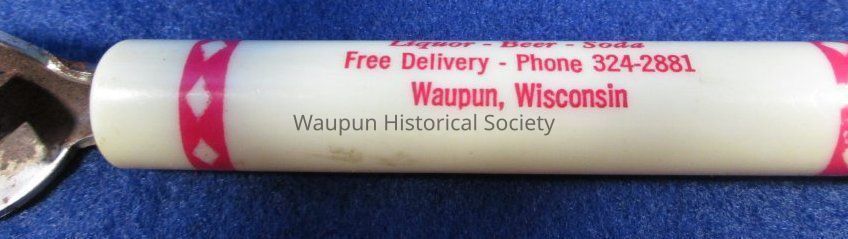 Liquor - Beer - Soda
Free Delivery - Phone 324-2881
Waupun, Wisconsin
Waupun Historical Society